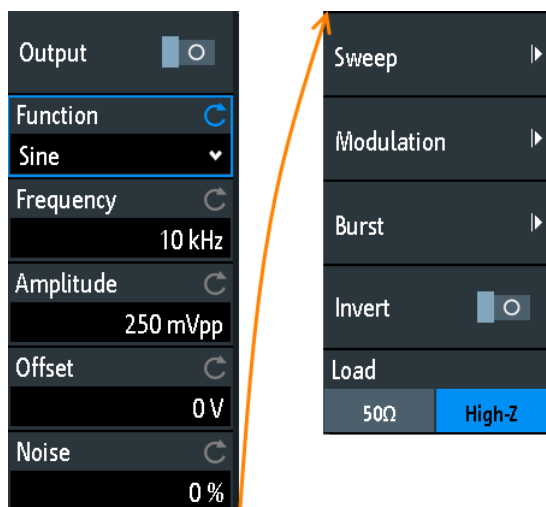 Output
Function
Sine
Frequency
10 kHz
Amplitude
250 mVpp
Offset
0 V
Noise
0 %
Sweep
Modulation
Burst
Invert
Load
50Ω High-Z